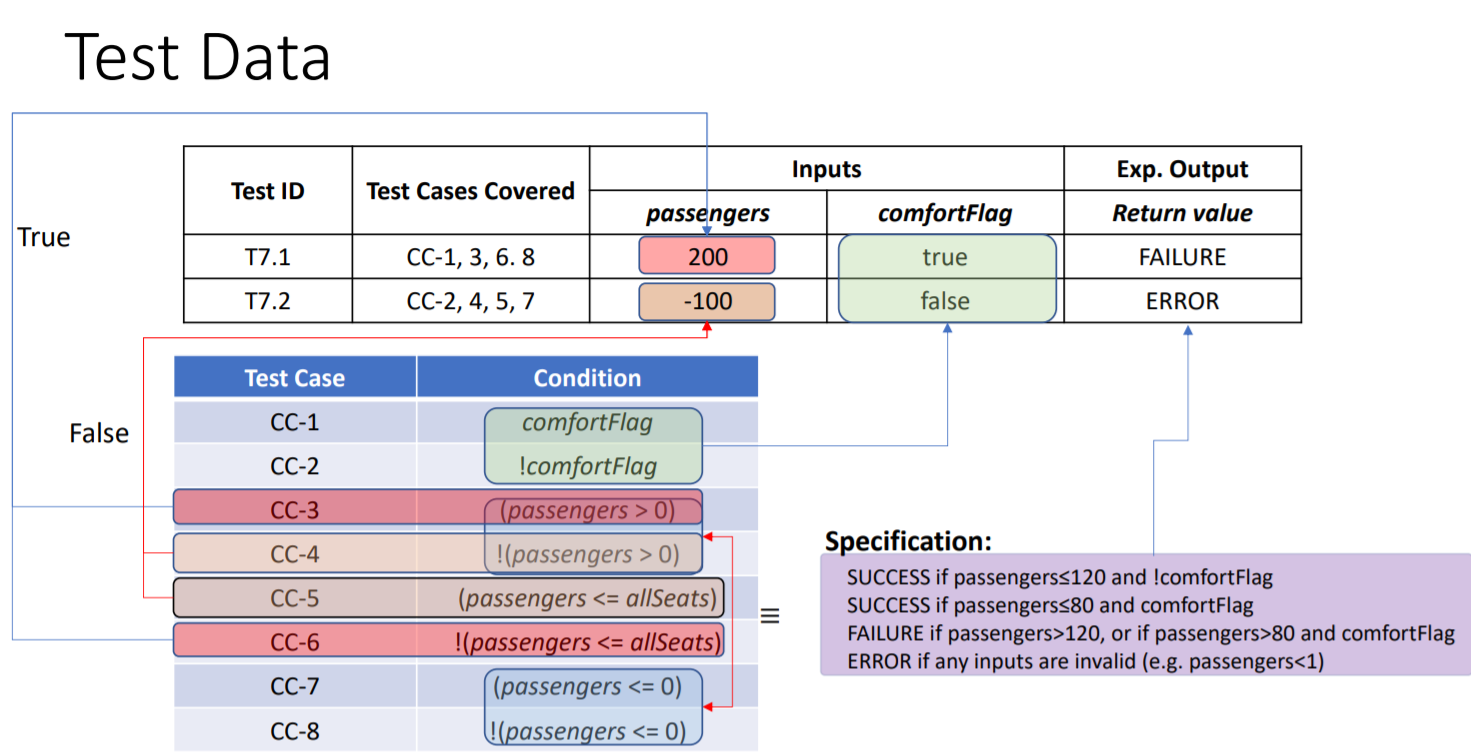 Test Data
True
False
Test ID Test Cases Covered Inputs Exp. Output
passengers comfortFlag Return value
T7.1 CC-1, 3, 6. 8 200 true FAILURE
T7.2 CC-2, 4, 5, 7 -100 false ERROR
Test Case Condition
CC-1 comfortFlag
CC-2 !comfortFlag
CC-3 (passengers > 0)
CC-4 !(passengers > 0)
CC-5 (passengers <= allSeats)
CC-6 !(passengers <= allSeats)
CC-7 (passengers <= 0)
CC-8 !(passengers <= 0)
≡
Specification:
SUCCESS if passengers≤120 and !comfortFlag
SUCCESS if passengers≤80 and comfortFlag
FAILURE if passengers>120, or if passengers>80 and comfortFlag
ERROR if any inputs are invalid (e.g. passengers<1)